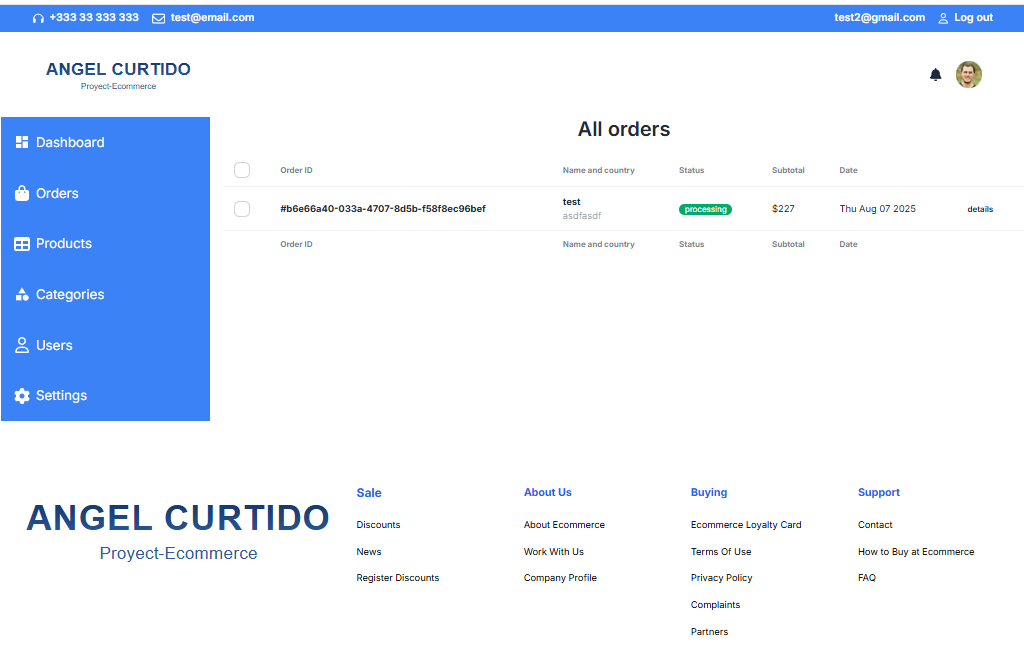 +333 33 333 333 test@email.com test2@gmail.com Log out
ANGEL CURTIDO
Proyect-Ecommerce
Dashboard
Orders
Products
Categories
Users
Settings
All orders
Order ID Name and country Status Subtotal Date
#b6e66a40-033a-4707-8d5b-f58f8ec96bef test asdfasdf processing $227 Thu Aug 07 2025 details
Order ID Name and country Status Subtotal Date
ANGEL CURTIDO
Proyect-Ecommerce
Sale
Discounts
News
Register Discounts
About Us
About Ecommerce
Work With Us
Company Profile
Buying
Ecommerce Loyalty Card
Terms Of Use
Privacy Policy
Complaints
Partners
Support
Contact
How to Buy at Ecommerce
FAQ